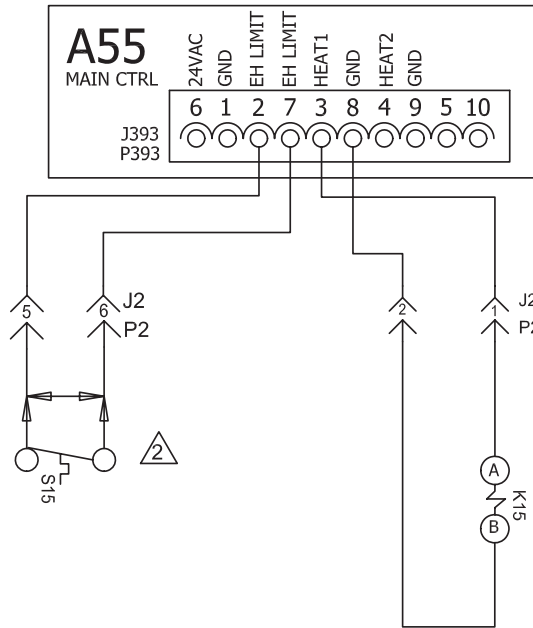 A55
MAIN CTRL
24VAC
GND
EH LIMIT
EH LIMIT
HEAT1
GND
HEAT2
GND
6 1 2 7 3 8 4 9 5 10
J393
P393
5 6 J2
P2
2 1 J2
P2
2
S15
A
K15
B